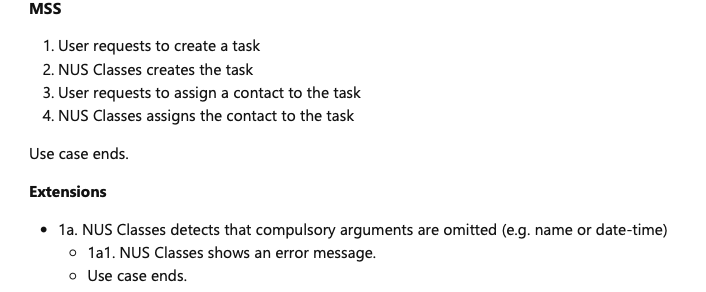 MSS
1. User requests to create a task
2. NUS Classes creates the task
3. User requests to assign a contact to the task
4. NUS Classes assigns the contact to the task
Use case ends.
Extensions
• 1a. NUS Classes detects that compulsory arguments are omitted (e.g. name or date-time)
○ 1a1. NUS Classes shows an error message.
○ Use case ends.